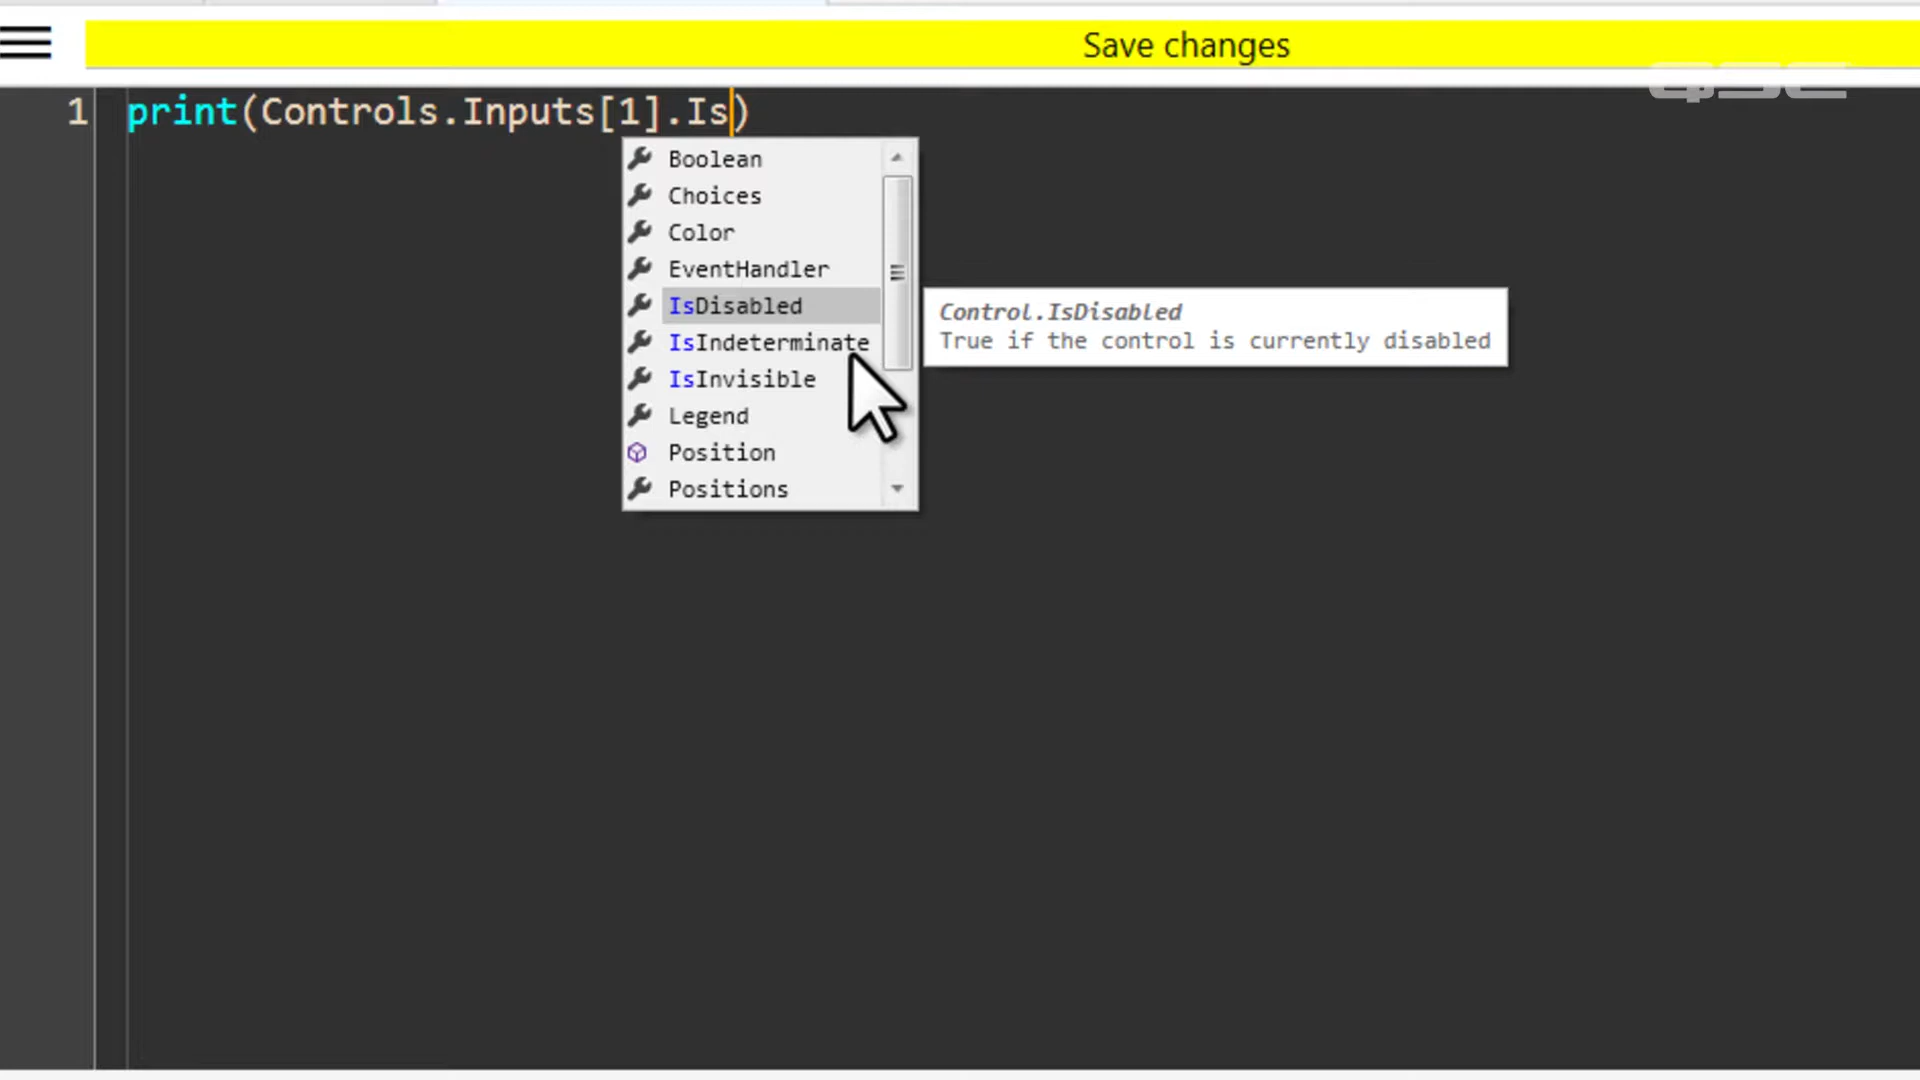 Save changes
QSC
1 print(Controls.Inputs[1].Is)
Boolean
Choices
Color
EventHandler
IsDisabled
IsIndeterminate
IsInvisible
Legend
Position
Positions
Control.IsDisabled
True if the control is currently disabled